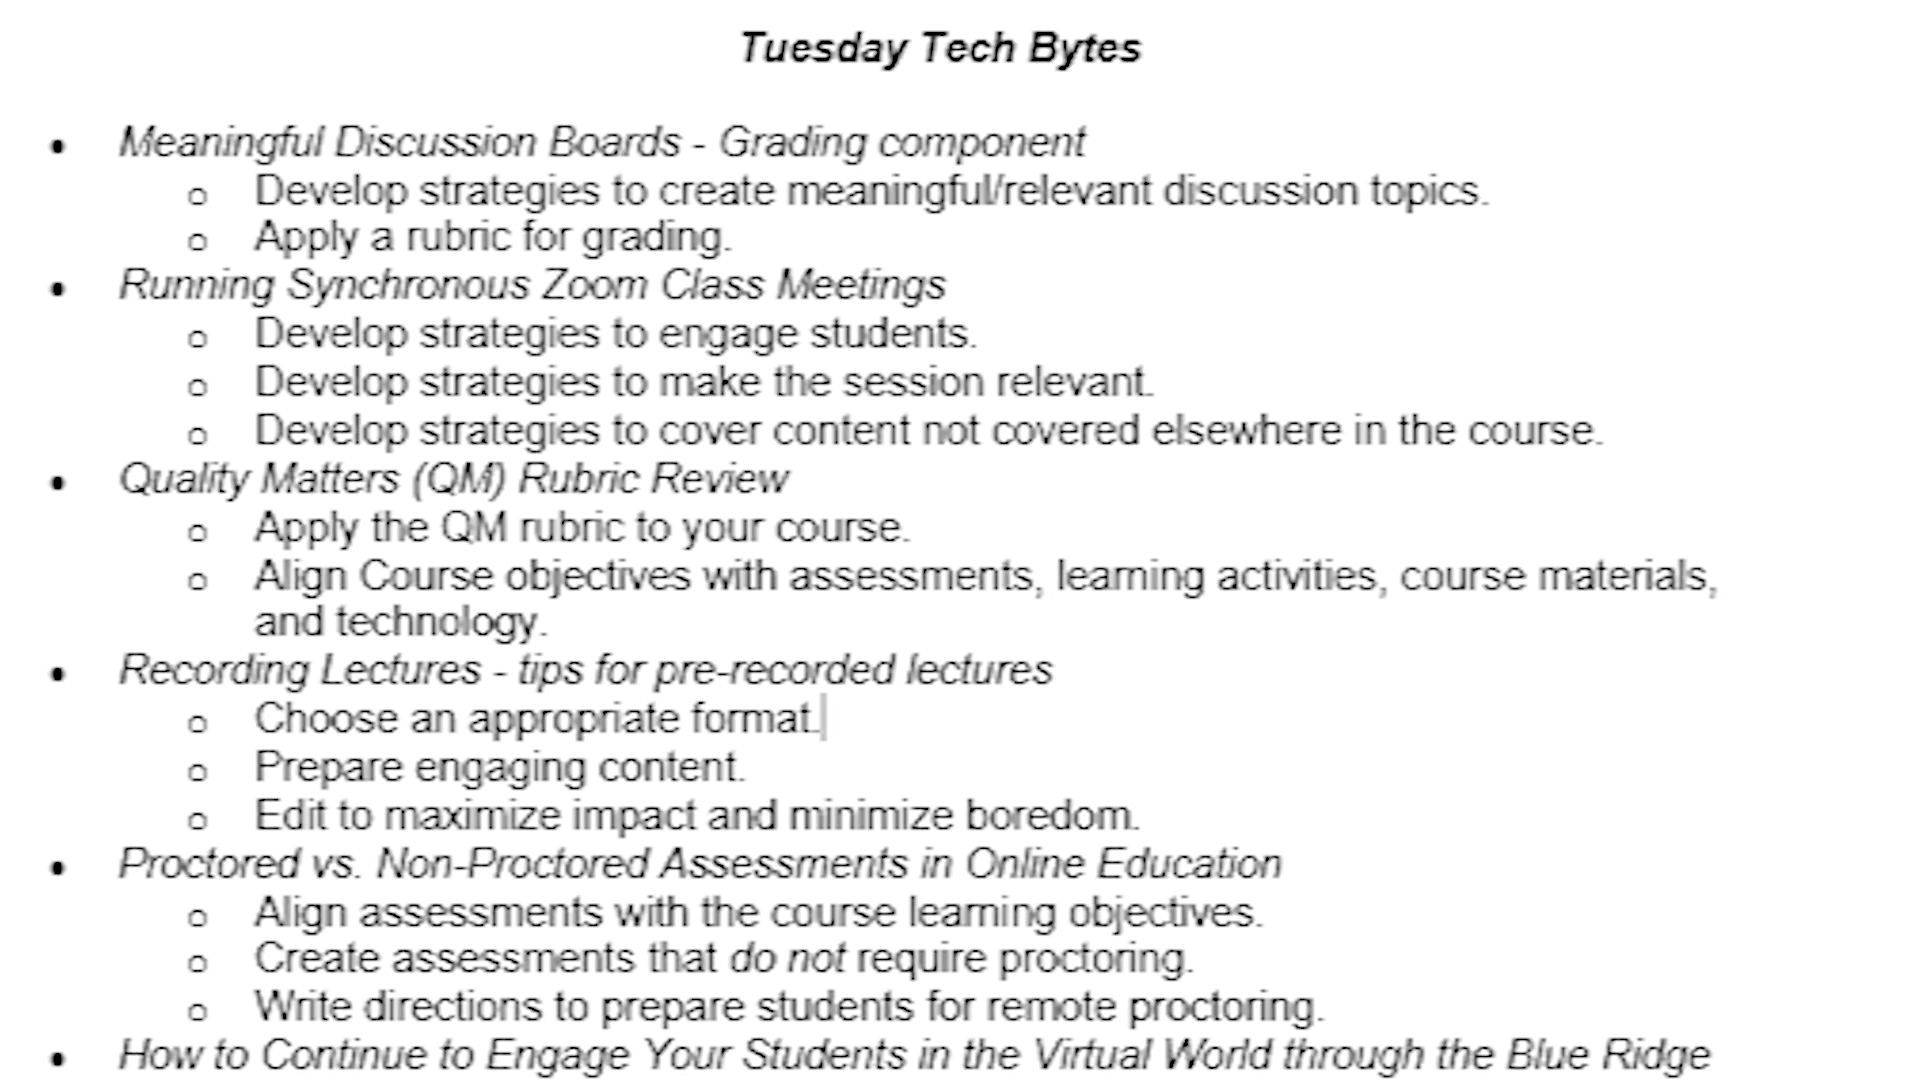 Tuesday Tech Bytes
• Meaningful Discussion Boards - Grading component
o Develop strategies to create meaningful/relevant discussion topics.
o Apply a rubric for grading.
• Running Synchronous Zoom Class Meetings
o Develop strategies to engage students.
o Develop strategies to make the session relevant.
o Develop strategies to cover content not covered elsewhere in the course.
• Quality Matters (QM) Rubric Review
o Apply the QM rubric to your course.
o Align Course objectives with assessments, learning activities, course materials,
and technology.
• Recording Lectures - tips for pre-recorded lectures
o Choose an appropriate format.
o Prepare engaging content.
o Edit to maximize impact and minimize boredom.
• Proctored vs. Non-Proctored Assessments in Online Education
o Align assessments with the course learning objectives.
o Create assessments that do not require proctoring.
o Write directions to prepare students for remote proctoring.
• How to Continue to Engage Your Students in the Virtual World through the Blue Ridge